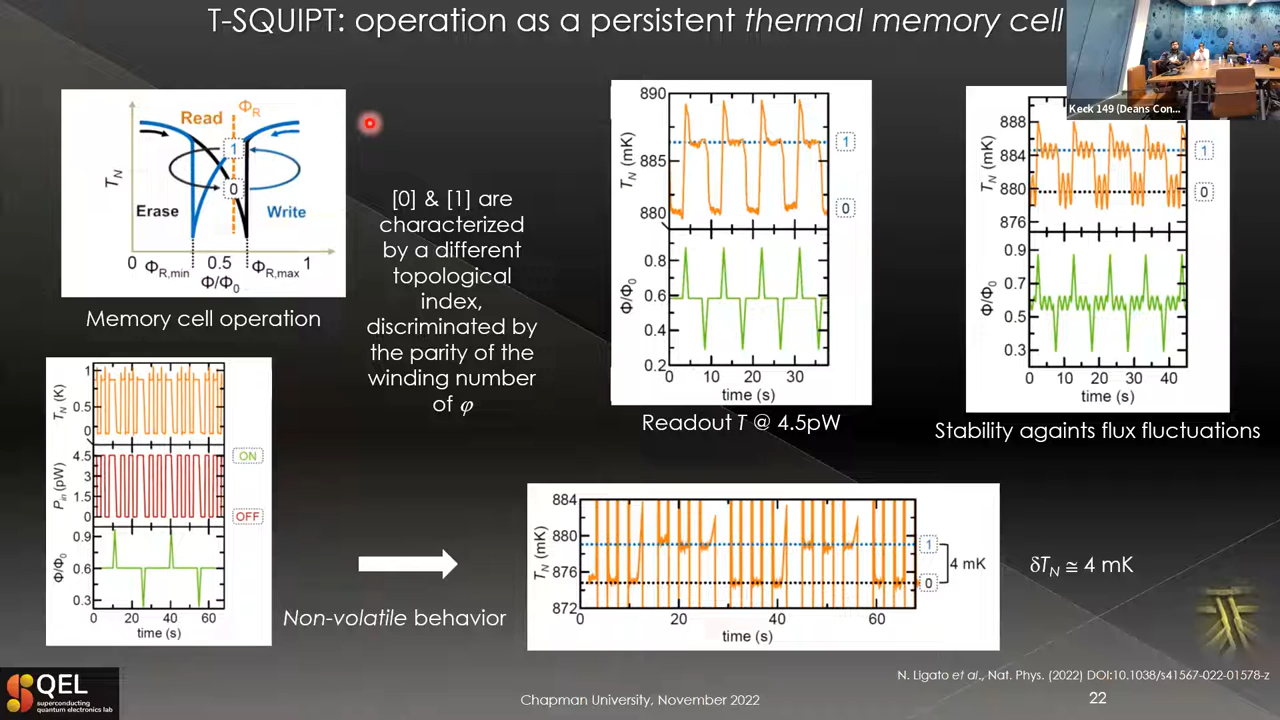 T-SQUIPT: operation as a persistent thermal memory cell
Keck 149 (Deans Con...
Read
Φ_R
1
0
T_N
Erase
Write
0
Φ_R,min
0.5
Φ_R,max
1
Φ/Φ_0
Memory cell operation
[0] & [1] are
characterized
by a different
topological
index,
discriminated by
the parity of the
winding number
of φ
890
885
880
T_N (mK)
1
0
0.8
0.6
0.4
0.2
Φ/Φ_0
0 10 20 30
time (s)
Readout T @ 4.5pW
888
884
880
876
T_N (mK)
1
0
0.9
0.7
0.5
0.3
Φ/Φ_0
0 10 20 30 40
time (s)
Stability againts flux fluctuations
1
0.5
0
T_N (K)
4.5
3
1.5
0
P_in (pW)
ON
OFF
0.9
0.6
0.3
Φ/Φ_0
0 20 40 60
time (s)
Non-volatile behavior
884
880
876
872
T_N (mK)
1
0
4 mK
0 20 40 60
time (s)
δT_N ≅ 4 mK
N. Ligato et al., Nat. Phys. (2022) DOI:10.1038/s41567-022-01578-z
SQEL
superconducting
quantum electronics lab
Chapman University, November 2022
22